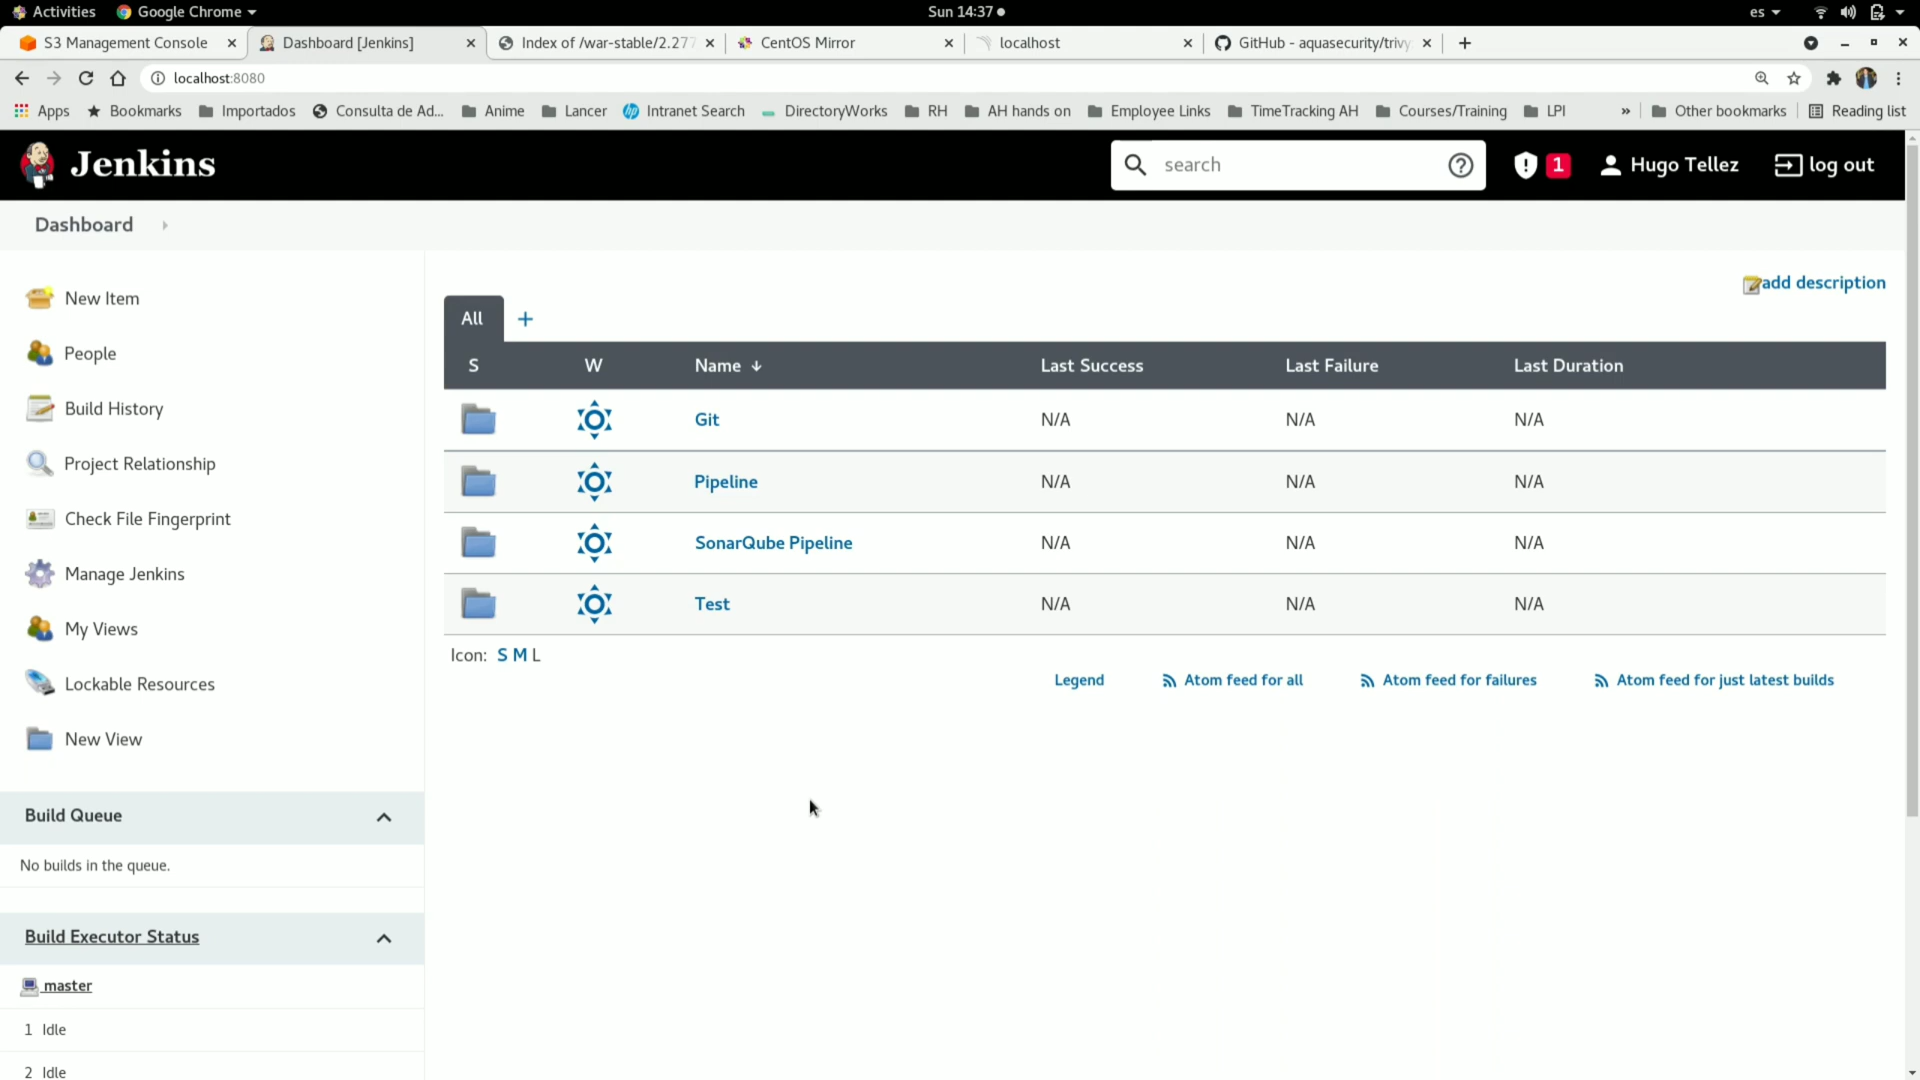 Activities Google Chrome Sun 14:37 es
S3 Management Console Dashboard [Jenkins] Index of /war-stable/2.277 CentOS Mirror localhost GitHub - aquasecurity/trivy
localhost:8080
Apps Bookmarks Importados Consulta de Ad... Anime Lancer Intranet Search DirectoryWorks RH AH hands on Employee Links TimeTracking AH Courses/Training LPI » Other bookmarks Reading list
Jenkins search 1 Hugo Tellez log out
Dashboard
add description
New Item
People
Build History
Project Relationship
Check File Fingerprint
Manage Jenkins
My Views
Lockable Resources
New View
Build Queue
No builds in the queue.
Build Executor Status
master
1 Idle
2 Idle
All +
S W Name ↓ Last Success Last Failure Last Duration
Git N/A N/A N/A
Pipeline N/A N/A N/A
SonarQube Pipeline N/A N/A N/A
Test N/A N/A N/A
Icon: S M L
Legend Atom feed for all Atom feed for failures Atom feed for just latest builds